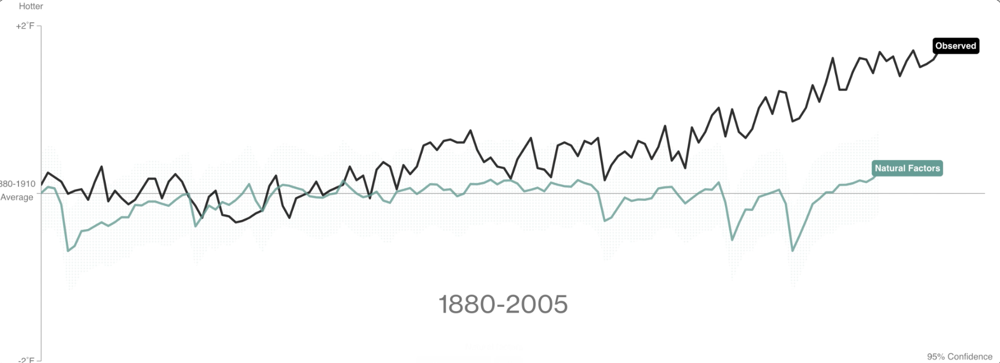 Hotter
+2°F
Observed
Natural Factors
880-1910
Average
1880-2005
-2°F
95% Confidence